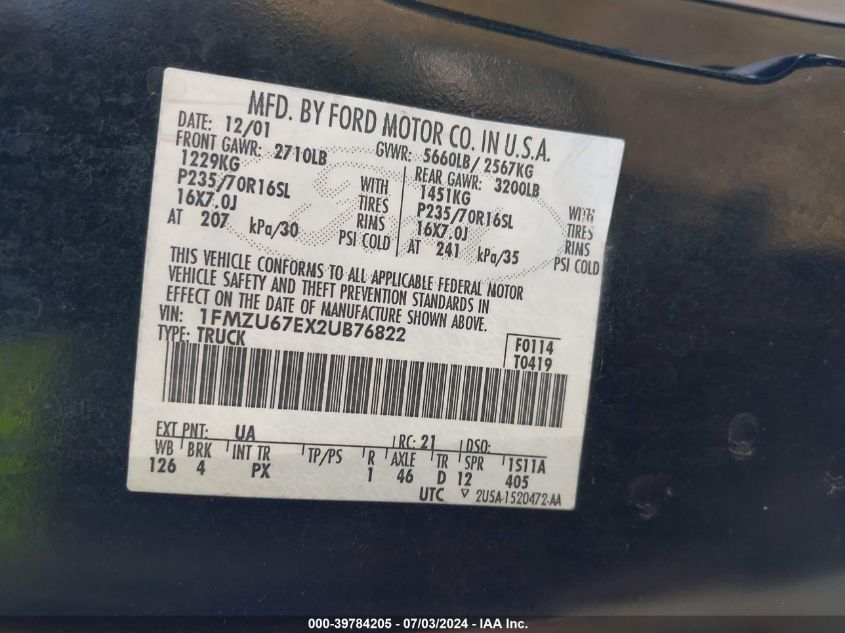 MFD. BY FORD MOTOR CO. IN U.S.A.
DATE: 12/01 GVWR: 5660LB / 2567KG
FRONT GAWR: 2710LB REAR GAWR: 3200LB
1229KG WITH 1451KG WITH
P235/70R16SL TIRES P235/70R16SL TIRES
16X7.0J RIMS 16X7.0J RIMS
AT 207 kPa/30 PSI COLD AT 241 kPa/35 PSI COLD
THIS VEHICLE CONFORMS TO ALL APPLICABLE FEDERAL MOTOR
VEHICLE SAFETY AND THEFT PREVENTION STANDARDS IN
EFFECT ON THE DATE OF MANUFACTURE SHOWN ABOVE.
VIN: 1FMZU67EX2UB76822
TYPE: TRUCK F0114
T0419
EXT PNT: UA RC: 21 DSO:
WB BRK INT TR TP/PS R AXLE TR SPR 1S11A
126 4 PX 1 46 D 12 405
UTC ▽ 2U5A-1520472-AA
000-39784205 - 07/03/2024 - IAA Inc.